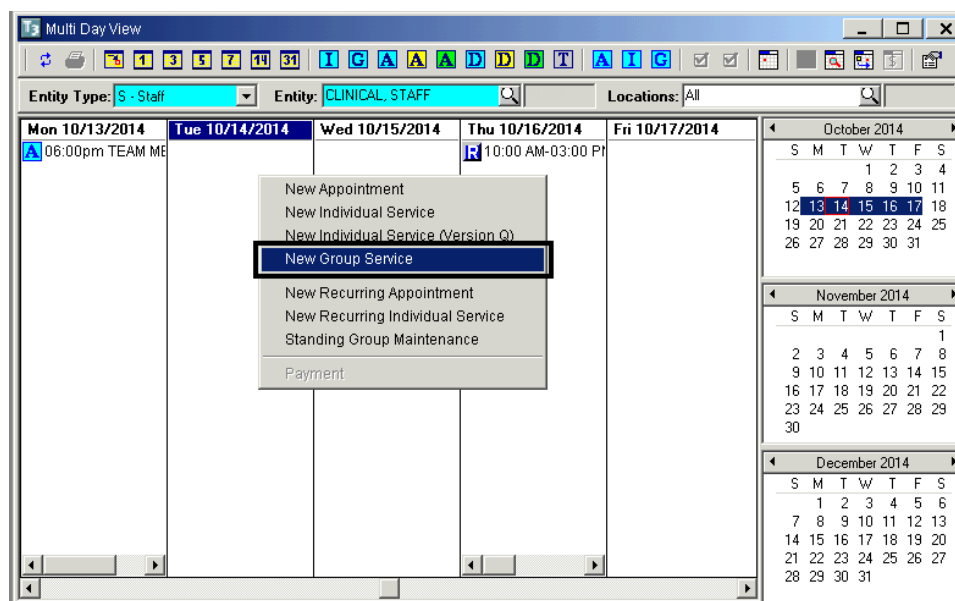 T3 Multi Day View
1 3 5 7 14 31 I G A A A D D D T A I G
Entity Type: S - Staff Entity: CLINICAL, STAFF Locations: All
Mon 10/13/2014 Tue 10/14/2014 Wed 10/15/2014 Thu 10/16/2014 Fri 10/17/2014
A 06:00pm TEAM ME
R 10:00 AM-03:00 P
New Appointment
New Individual Service
New Individual Service (Version Q)
New Group Service
New Recurring Appointment
New Recurring Individual Service
Standing Group Maintenance
Payment
October 2014
S M T W T F S
1 2 3 4
5 6 7 8 9 10 11
12 13 14 15 16 17 18
19 20 21 22 23 24 25
26 27 28 29 30 31
November 2014
S M T W T F S
1
2 3 4 5 6 7 8
9 10 11 12 13 14 15
16 17 18 19 20 21 22
23 24 25 26 27 28 29
30
December 2014
S M T W T F S
1 2 3 4 5 6
7 8 9 10 11 12 13
14 15 16 17 18 19 20
21 22 23 24 25 26 27
28 29 30 31